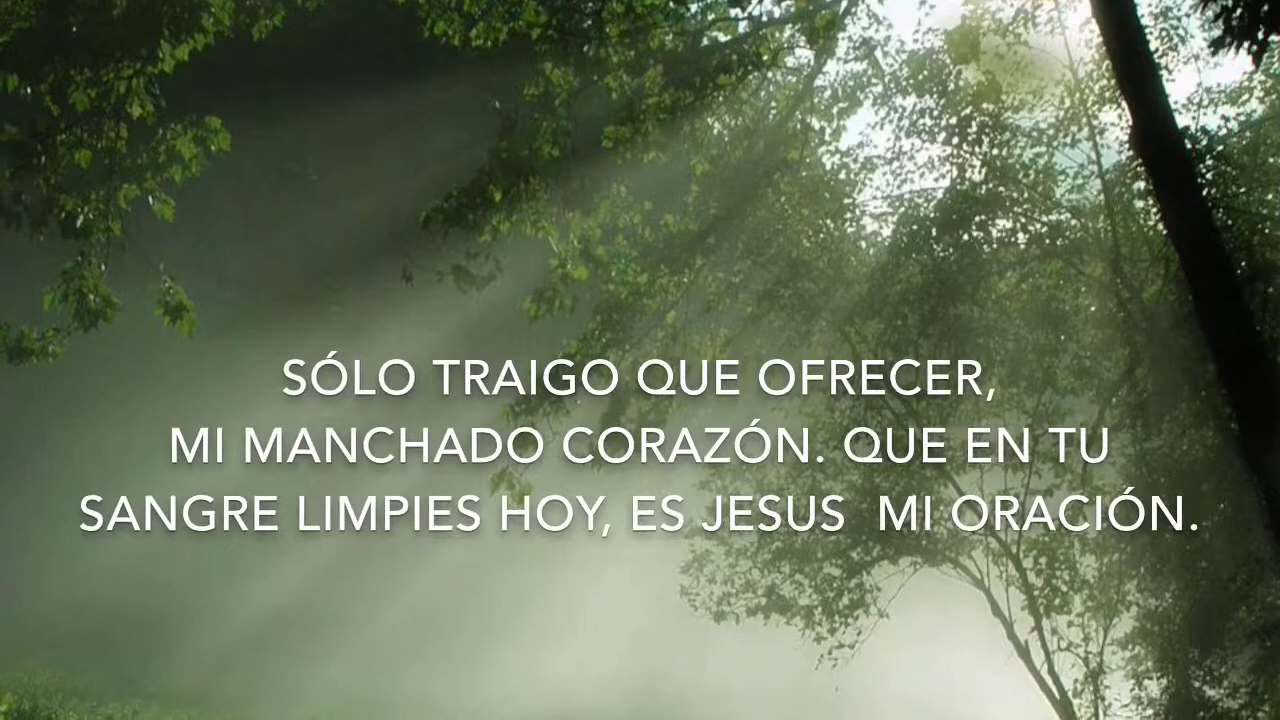 SÓLO TRAIGO QUE OFRECER,
MI MANCHADO CORAZÓN. QUE EN TU
SANGRE LIMPIES HOY, ES JESUS  MI ORACIÓN.